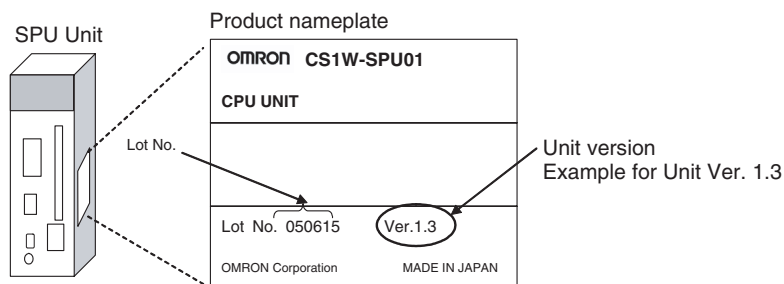 Product nameplate
SPU Unit
OMRON CS1W-SPU01
CPU UNIT
Lot No.
Unit version
Example for Unit Ver. 1.3
Lot No. 050615 Ver.1.3
OMRON Corporation MADE IN JAPAN